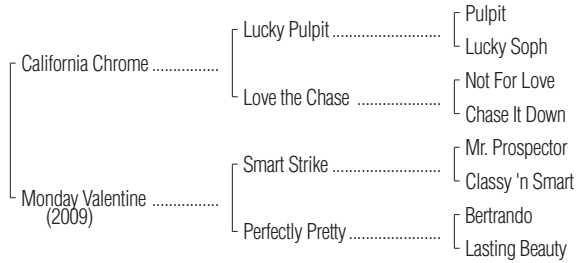 Pulpit
Lucky Pulpit ..........................
Lucky Soph
California Chrome ................
Not For Love
Love the Chase ....................
Chase It Down
Mr. Prospector
Smart Strike ..........................
Classy 'n Smart
Monday Valentine ................
(2009)
Bertrando
Perfectly Pretty .....................
Lasting Beauty